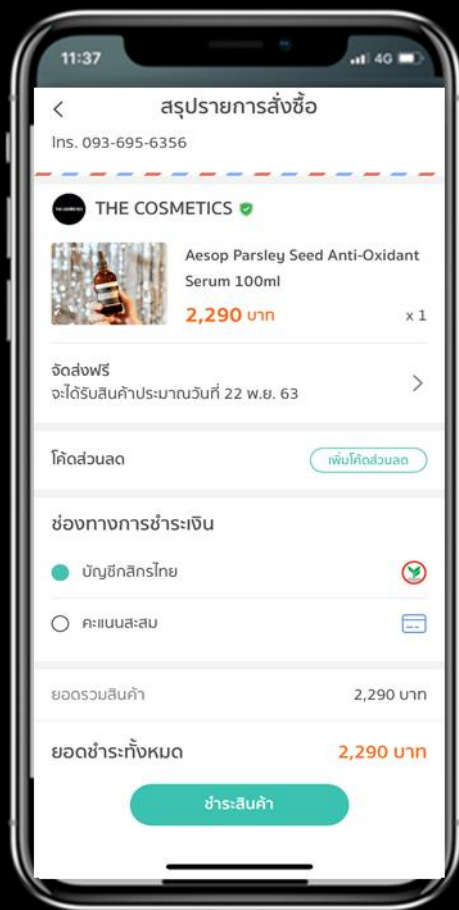 11:37
4G
สรุปรายการสั่งซื้อ
โทร. 093-695-6356
THE COSMETICS
THE COSMETICS
Aesop Parsley Seed Anti-Oxidant
Serum 100ml
2,290 บาท
x 1
จัดส่งฟรี
จะได้รับสินค้าประมาณวันที่ 22 พ.ย. 63
โค้ดส่วนลด
เพิ่มโค้ดส่วนลด
ช่องทางการชำระเงิน
บัญชีกสิกรไทย
คะแนนสะสม
ยอดรวมสินค้า
2,290 บาท
ยอดชำระทั้งหมด
2,290 บาท
ชำระสินค้า